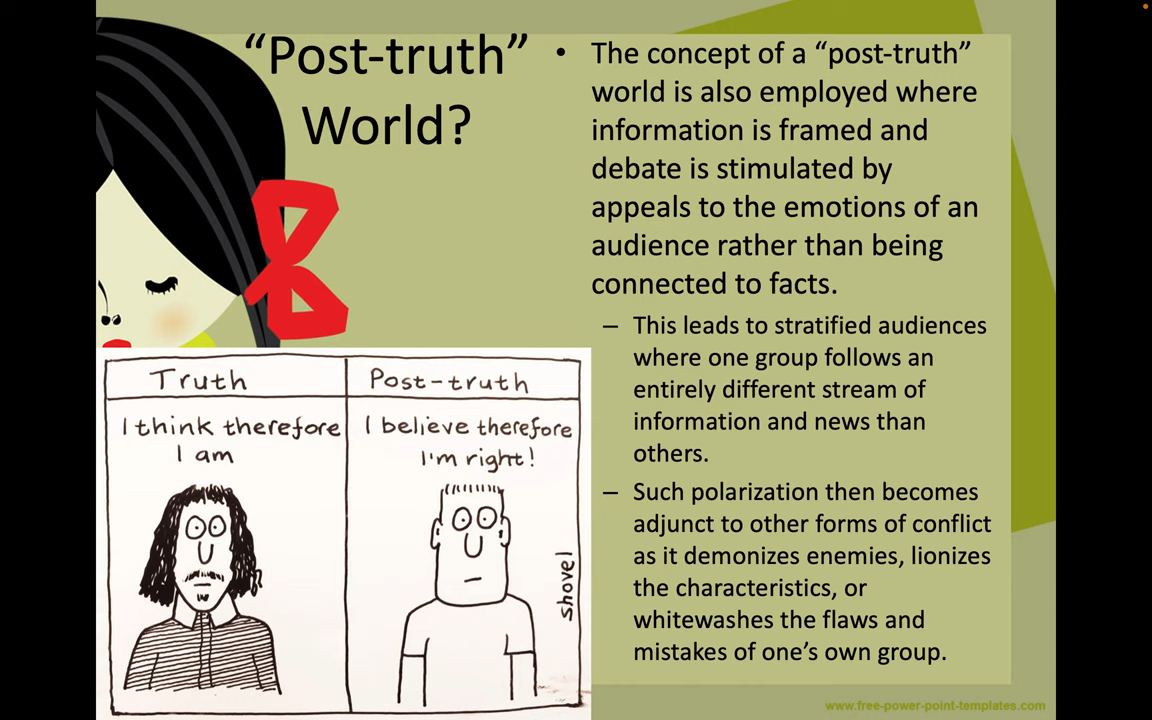 “Post-truth”
World?
• The concept of a “post-truth”
world is also employed where
information is framed and
debate is stimulated by
appeals to the emotions of an
audience rather than being
connected to facts.
– This leads to stratified audiences
where one group follows an
entirely different stream of
information and news than
others.
– Such polarization then becomes
adjunct to other forms of conflict
as it demonizes enemies, lionizes
the characteristics, or
whitewashes the flaws and
mistakes of one’s own group.
Truth
I think therefore
I am
Post-truth
I believe therefore
I'm right!
shovel
www.free-power-point-templates.com